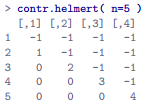 > contr.helmert( n=5 )
[,1] [,2] [,3] [,4]
1 -1 -1 -1 -1
2 1 -1 -1 -1
3 0 2 -1 -1
4 0 0 3 -1
5 0 0 0 4